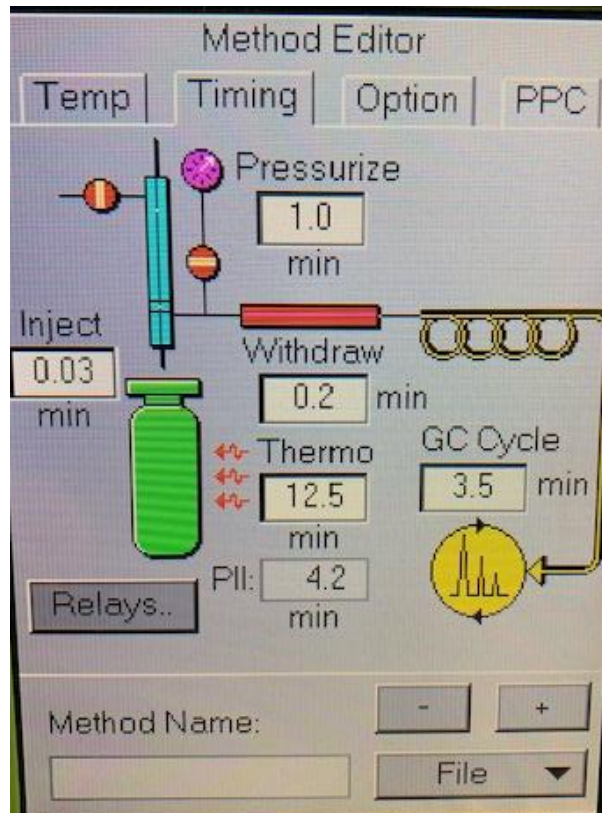 Method Editor
Temp Timing Option PPC
Pressurize
1.0
min
Inject
0.03
min
Withdraw
0.2 min
Thermo
12.5
min
GC Cycle
3.5 min
PII: 4.2
min
Relays..
- +
Method Name:
File